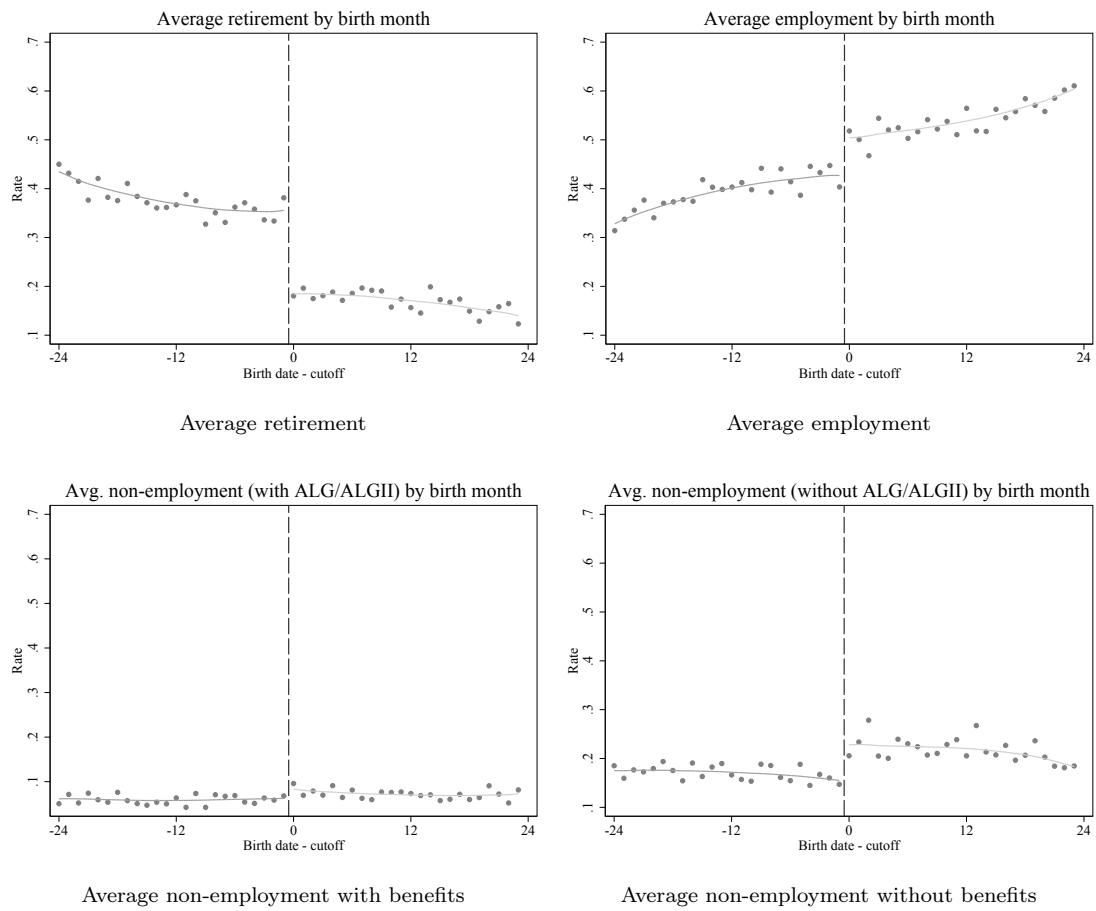 Average retirement by birth month
.7
.6
.5
.4
.3
.2
.1
Rate
-24 -12 0 12 24
Birth date - cutoff
Average retirement
Average employment by birth month
.7
.6
.5
.4
.3
.2
.1
Rate
-24 -12 0 12 24
Birth date - cutoff
Average employment
Avg. non-employment (with ALG/ALGII) by birth month
.7
.6
.5
.4
.3
.2
.1
Rate
-24 -12 0 12 24
Birth date - cutoff
Average non-employment with benefits
Avg. non-employment (without ALG/ALGII) by birth month
.7
.6
.5
.4
.3
.2
.1
Rate
-24 -12 0 12 24
Birth date - cutoff
Average non-employment without benefits